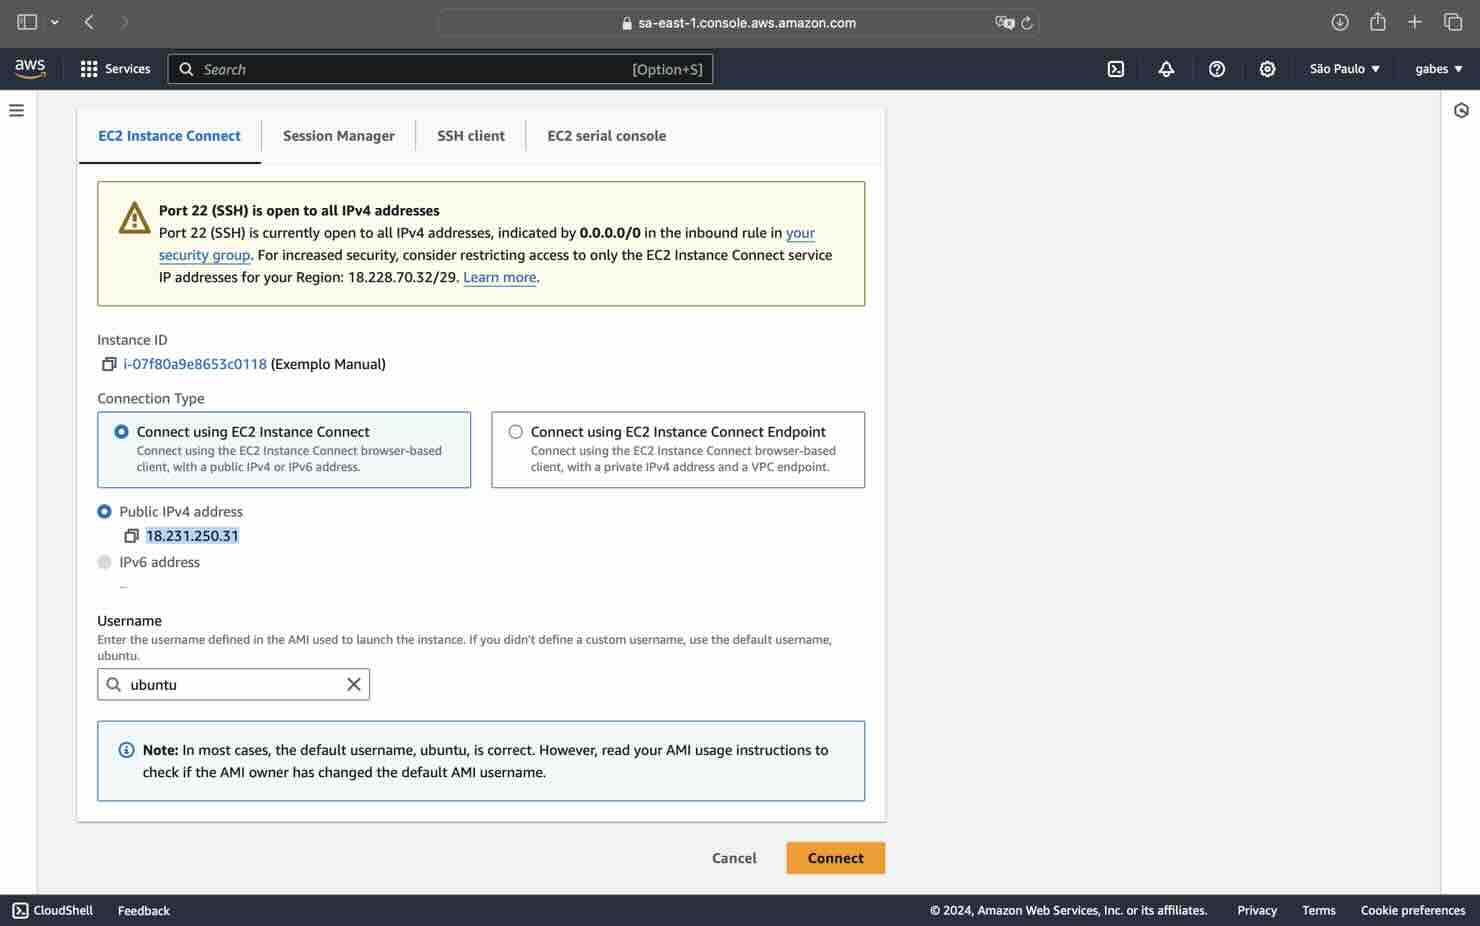 sa-east-1.console.aws.amazon.com
aws Services Search [Option+S] São Paulo gabes
EC2 Instance Connect Session Manager SSH client EC2 serial console
Port 22 (SSH) is open to all IPv4 addresses
Port 22 (SSH) is currently open to all IPv4 addresses, indicated by 0.0.0.0/0 in the inbound rule in your
security group. For increased security, consider restricting access to only the EC2 Instance Connect service
IP addresses for your Region: 18.228.70.32/29. Learn more.
Instance ID
i-07f80a9e8653c0118 (Exemplo Manual)
Connection Type
Connect using EC2 Instance Connect
Connect using the EC2 Instance Connect browser-based
client, with a public IPv4 or IPv6 address.
Connect using EC2 Instance Connect Endpoint
Connect using the EC2 Instance Connect browser-based
client, with a private IPv4 address and a VPC endpoint.
Public IPv4 address
18.231.250.31
IPv6 address
–
Username
Enter the username defined in the AMI used to launch the instance. If you didn't define a custom username, use the default username,
ubuntu.
ubuntu
Note: In most cases, the default username, ubuntu, is correct. However, read your AMI usage instructions to
check if the AMI owner has changed the default AMI username.
Cancel Connect
CloudShell Feedback © 2024, Amazon Web Services, Inc. or its affiliates. Privacy Terms Cookie preferences